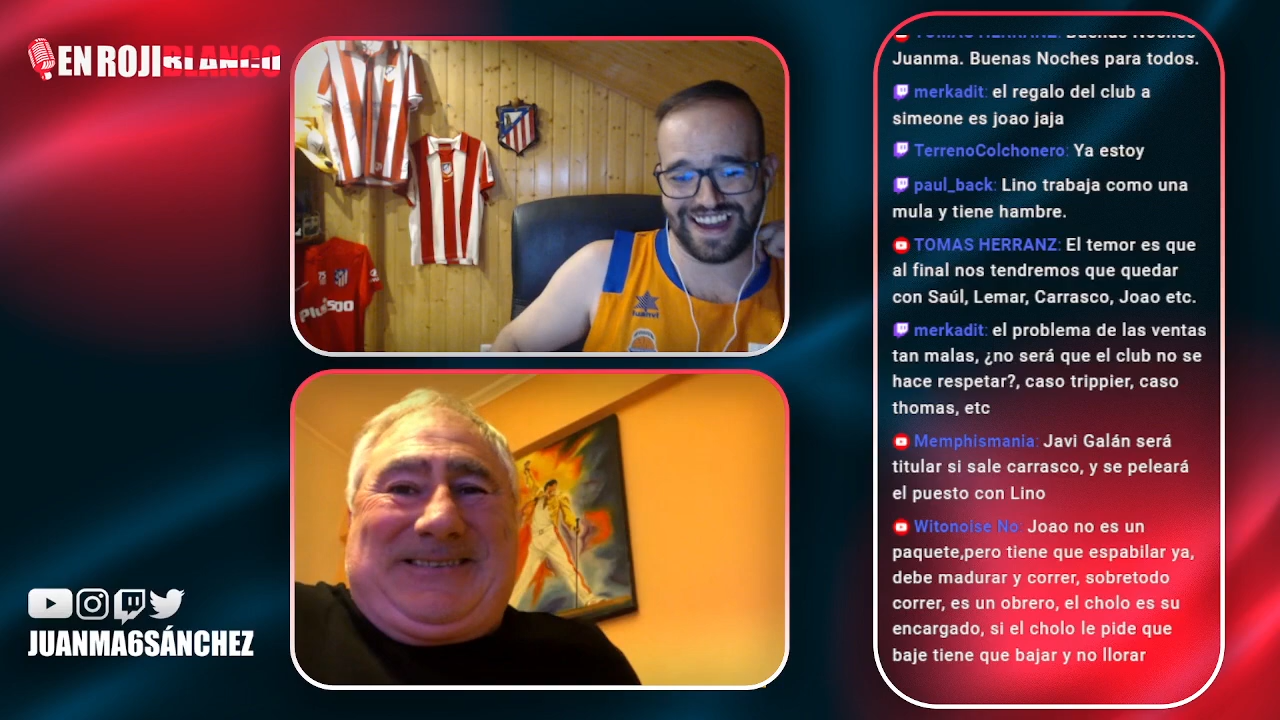 EN ROJIBLANCO
TOMAS HERRANZ: Buenas Noches
Juanma. Buenas Noches para todos.
merkadit: el regalo del club a
simeone es joao jaja
TerrenoColchonero: Ya estoy
paul_back: Lino trabaja como una
mula y tiene hambre.
TOMAS HERRANZ: El temor es que
al final nos tendremos que quedar
con Saúl, Lemar, Carrasco, Joao etc.
merkadit: el problema de las ventas
tan malas, ¿no será que el club no se
hace respetar?, caso trippier, caso
thomas, etc
Memphismania: Javi Galán será
titular si sale carrasco, y se peleará
el puesto con Lino
Witonoise No: Joao no es un
paquete,pero tiene que espabilar ya,
debe madurar y correr, sobretodo
correr, es un obrero, el cholo es su
encargado, si el cholo le pide que
baje tiene que bajar y no llorar
Plus500
luanvi
JUANMA6SÁNCHEZ